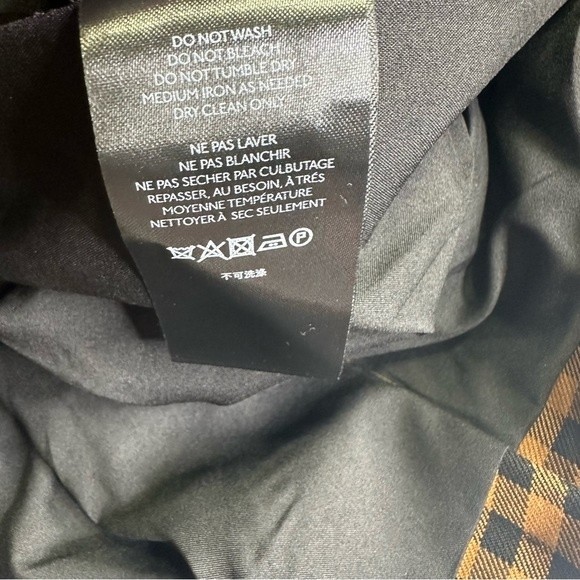 DO NOT WASH
DO NOT BLEACH
DO NOT TUMBLE DRY
MEDIUM IRON AS NEEDED
DRY CLEAN ONLY
NE PAS LAVER
NE PAS BLANCHIR
NE PAS SECHER PAR CULBUTAGE
REPASSER, AU BESOIN, À TRÉS
MOYENNE TEMPÉRATURE
NETTOYER À SEC SEULEMENT
P
不可洗滌